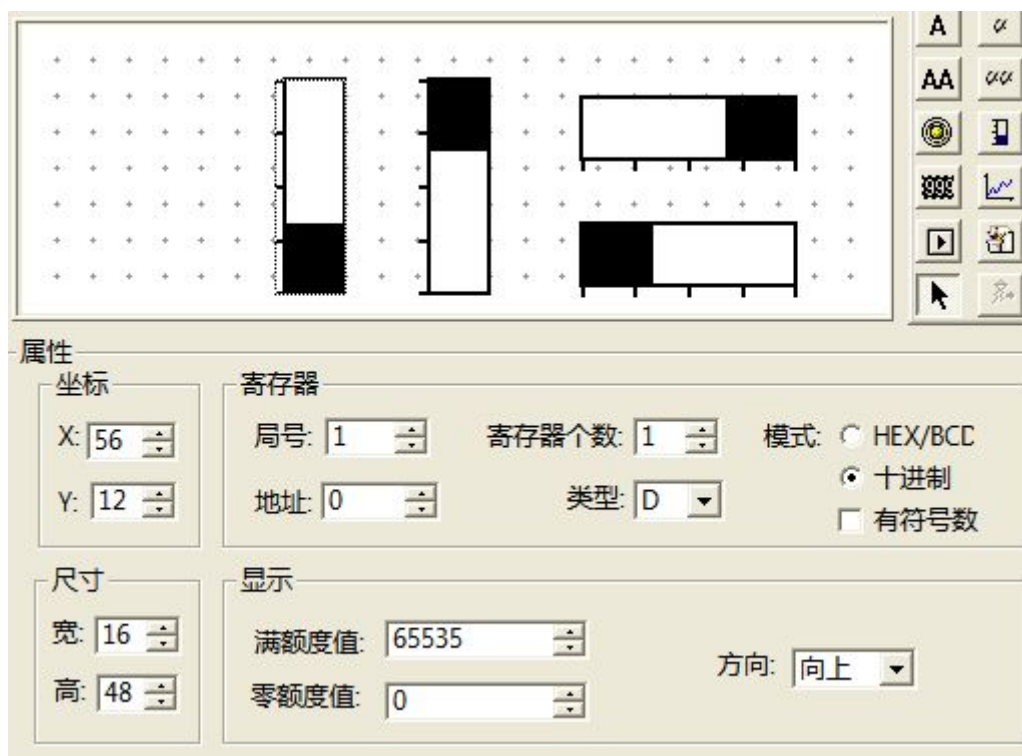 A α
AA αα
属性
坐标 寄存器
X: 56 局号: 1 寄存器个数: 1 模式: HEX/BCD
十进制
Y: 12 地址: 0 类型: D
有符号数
尺寸 显示
宽: 16 满额度值: 65535
方向: 向上
高: 48 零额度值: 0